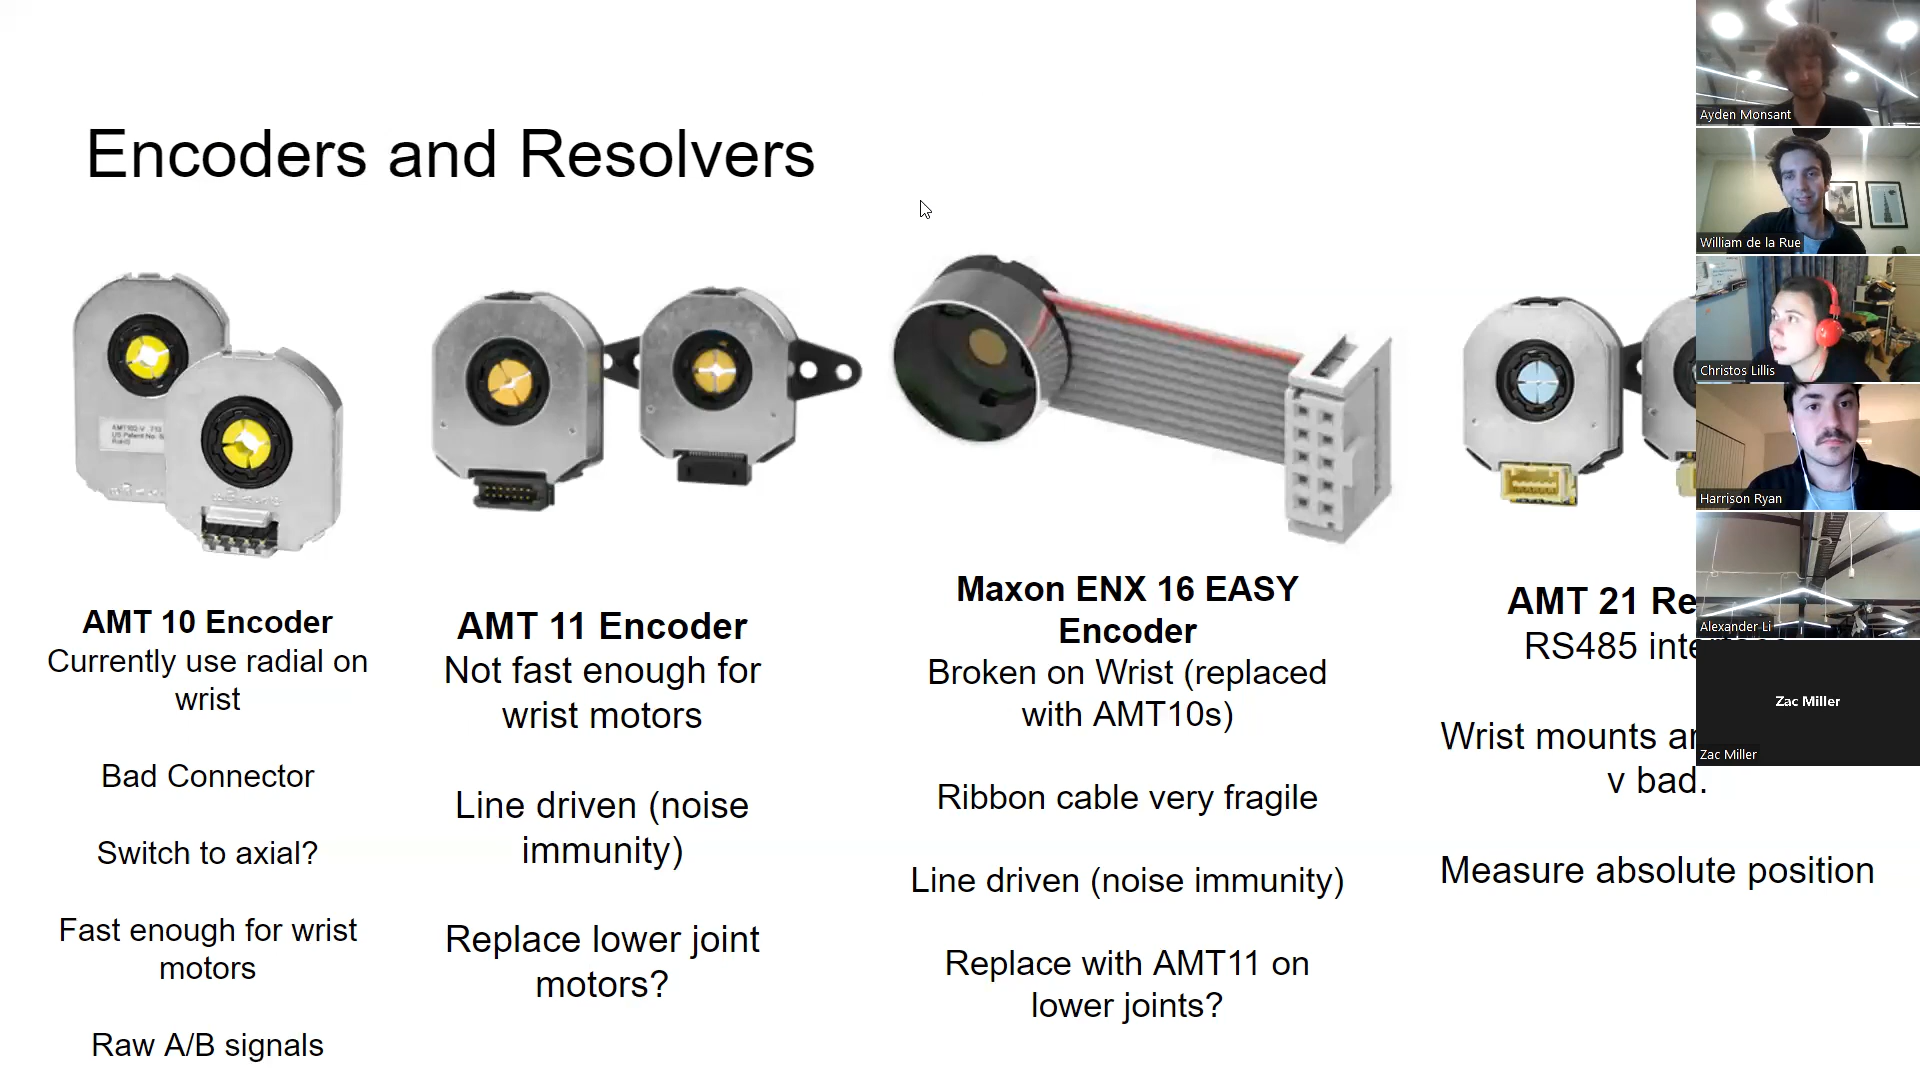 Encoders and Resolvers
AMT 10 Encoder
Currently use radial on
wrist
Bad Connector
Switch to axial?
Fast enough for wrist
motors
Raw A/B signals
AMT 11 Encoder
Not fast enough for
wrist motors
Line driven (noise
immunity)
Replace lower joint
motors?
Maxon ENX 16 EASY
Encoder
Broken on Wrist (replaced
with AMT10s)
Ribbon cable very fragile
Line driven (noise immunity)
Replace with AMT11 on
lower joints?
AMT 21
RS485
Wrist mounts
v bad.
Measure absolute position
Ayden Monsant
William de la Rue
Christos Lillis
Harrison Ryan
Alexander Li
Zac Miller
Zac Miller